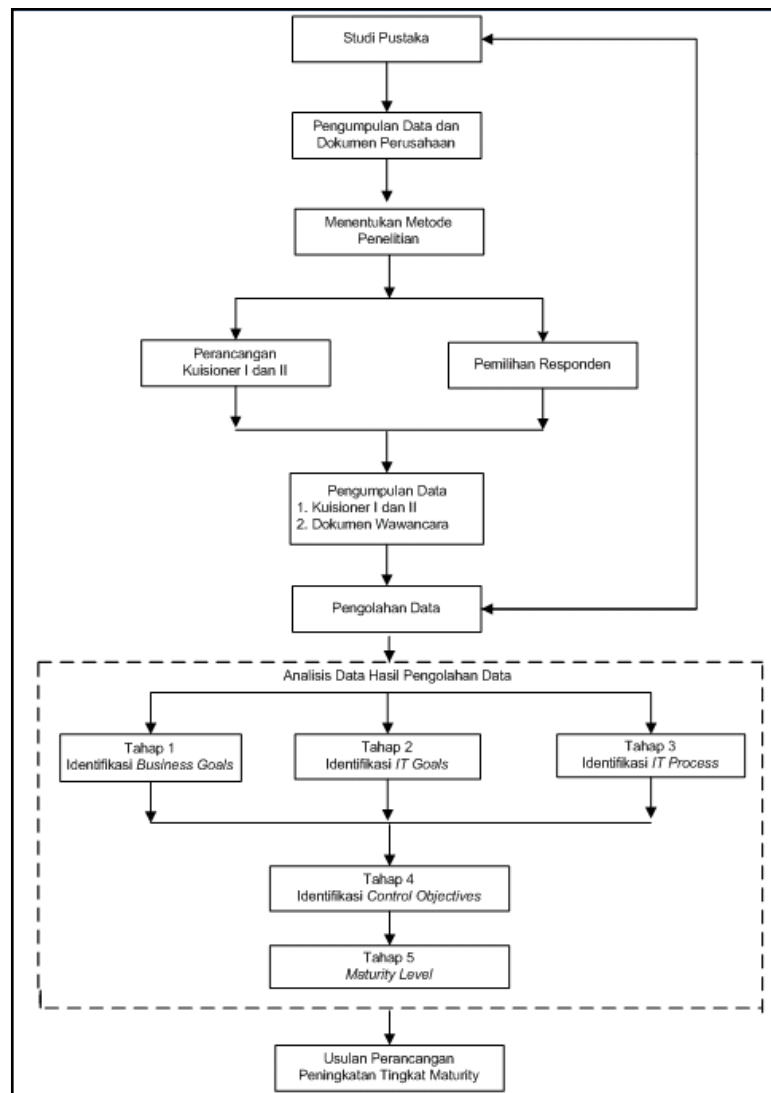 Studi Pustaka
Pengumpulan Data dan
Dokumen Perusahaan
Menentukan Metode
Penelitian
Perancangan
Kuisioner I dan II
Pemilihan Responden
Pengumpulan Data
1. Kuisioner I dan II
2. Dokumen Wawancara
Pengolahan Data
Analisis Data Hasil Pengolahan Data
Tahap 1
Identifikasi Business Goals
Tahap 2
Identifikasi IT Goals
Tahap 3
Identifikasi IT Process
Tahap 4
Identifikasi Control Objectives
Tahap 5
Maturity Level
Usulan Perancangan
Peningkatan Tingkat Maturity